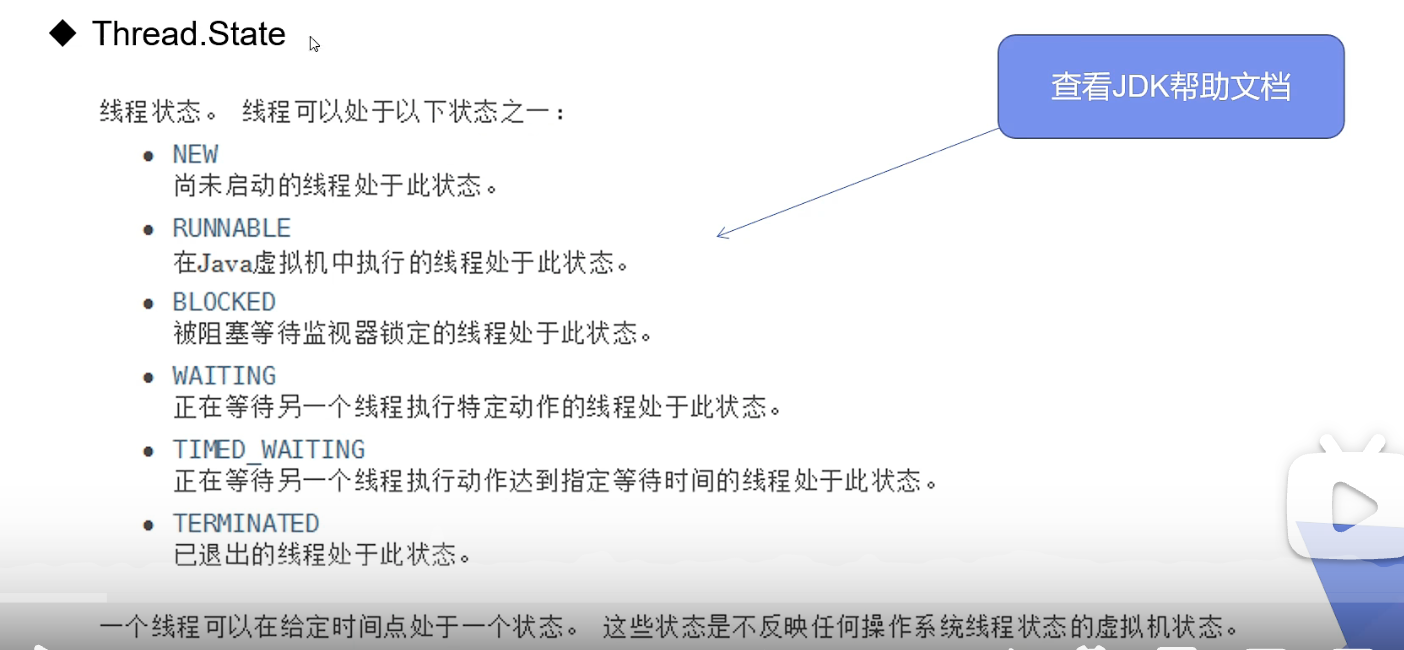 Thread.State
查看JDK帮助文档
线程状态。 线程可以处于以下状态之一：
NEW
尚未启动的线程处于此状态。
RUNNABLE
在Java虚拟机中执行的线程处于此状态。
BLOCKED
被阻塞等待监视器锁定的线程处于此状态。
WAITING
正在等待另一个线程执行特定动作的线程处于此状态。
TIMED_WAITING
正在等待另一个线程执行动作达到指定等待时间的线程处于此状态。
TERMINATED
已退出的线程处于此状态。
一个线程可以在给定时间点处于一个状态。 这些状态是不反映任何操作系统线程状态的虚拟机状态。